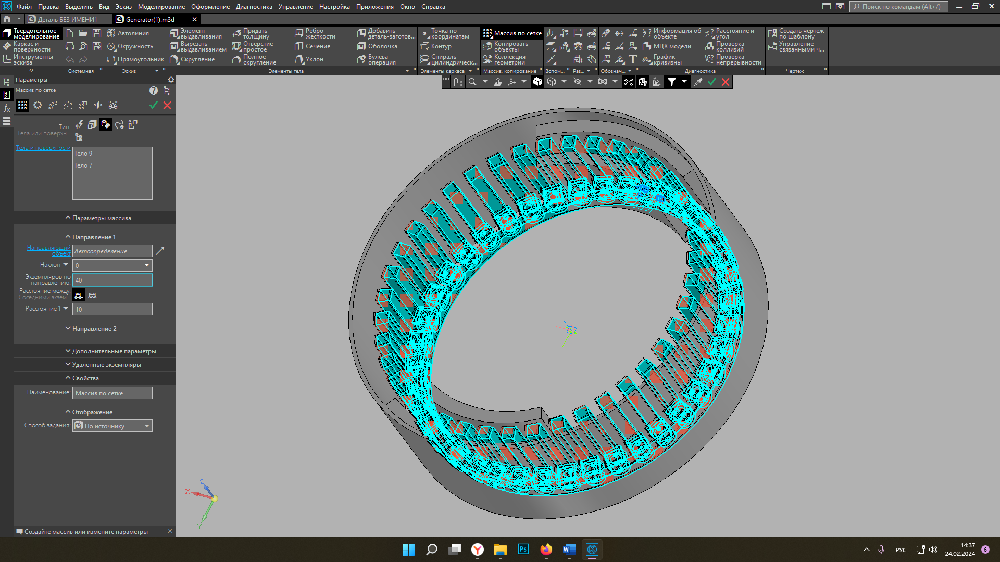 Файл Правка Выделить Вид Эскиз Моделирование Оформление Диагностика Управление Настройка Приложения Окно Справка
Поиск по командам (Alt+/)
Деталь БЕЗ ИМЕНИ1
Generator(1).m3d
Твердотельное моделирование
Каркас и поверхности
Инструменты эскиза
Системная
Автолиния
Окружность
Прямоугольник
Эскиз
Элемент выдавливания
Вырезать выдавливанием
Скругление
Придать толщину
Отверстие простое
Полное скругление
Ребро жесткости
Сечение
Уклон
Добавить деталь-заготов...
Оболочка
Булева операция
Элементы тела
Точка по координатам
Контур
Спираль цилиндрическ...
Элементы каркаса
Массив по сетке
Копировать объекты
Коллекция геометрии
Массив, копирование
Вспом...
Раз...
Обознач...
Информация об объекте
МЦХ модели
График кривизны
Расстояние и угол
Проверка коллизий
Проверка непрерывности
Диагностика
Создать чертеж по шаблону
Управление связанными ч...
Чертеж
Параметры
Массив по сетке
Тип:
Тела или поверхн...
Тела и поверхности
Тело 9
Тело 7
Параметры массива
Направление 1
Направляющий объект
Автоопределение
Наклон
0
Экземпляров по направлению:
40
Расстояние между:
Соседними экзем...
Расстояние 1
10
Направление 2
Дополнительные параметры
Удаленные экземпляры
Свойства
Наименование:
Массив по сетке
Отображение
Способ задания:
По источнику
Z
X
Y
Создайте массив или измените параметры
РУС
14:37
24.02.2024
6